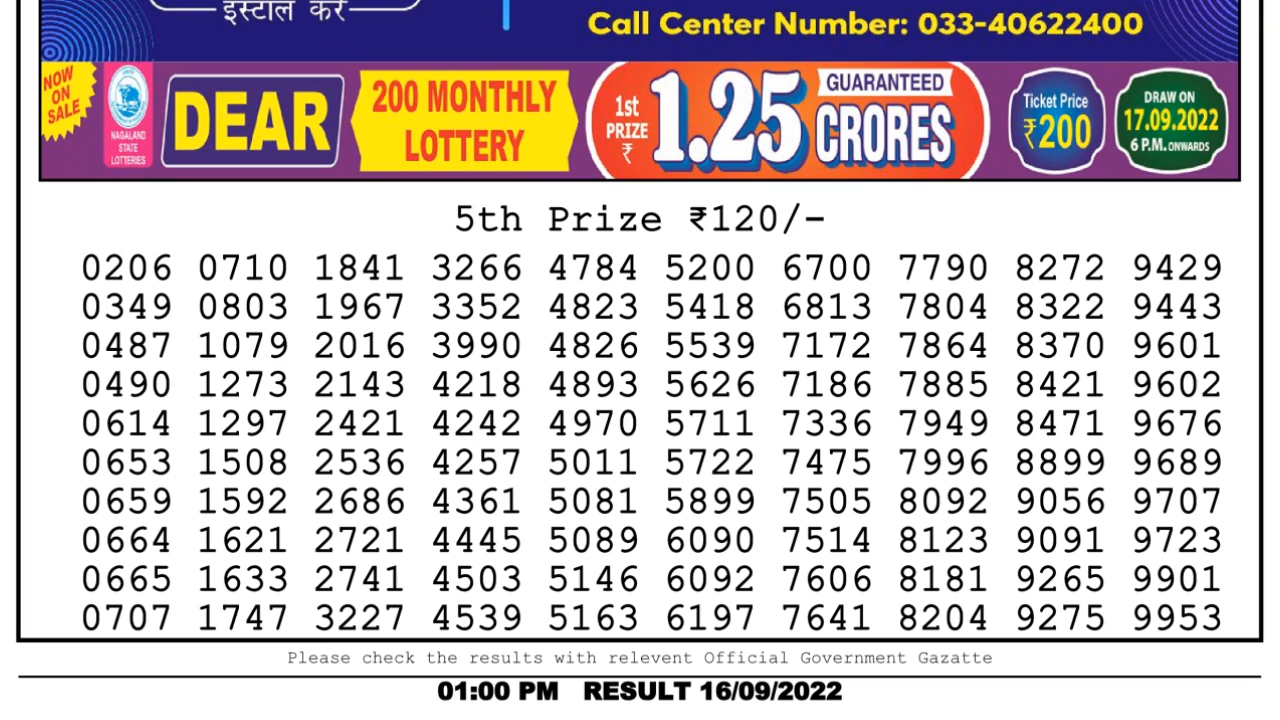 इंस्टॉल करें
Call Center Number: 033-40622400
NOW ON SALE
NAGALAND STATE LOTTERIES
DEAR
200 MONTHLY
LOTTERY
1st PRIZE ₹
1.25 CRORES
GUARANTEED
Ticket Price
₹200
DRAW ON
17.09.2022
6 P.M. ONWARDS
5th Prize ₹120/-
0206 0710 1841 3266 4784 5200 6700 7790 8272 9429
0349 0803 1967 3352 4823 5418 6813 7804 8322 9443
0487 1079 2016 3990 4826 5539 7172 7864 8370 9601
0490 1273 2143 4218 4893 5626 7186 7885 8421 9602
0614 1297 2421 4242 4970 5711 7336 7949 8471 9676
0653 1508 2536 4257 5011 5722 7475 7996 8899 9689
0659 1592 2686 4361 5081 5899 7505 8092 9056 9707
0664 1621 2721 4445 5089 6090 7514 8123 9091 9723
0665 1633 2741 4503 5146 6092 7606 8181 9265 9901
0707 1747 3227 4539 5163 6197 7641 8204 9275 9953
Please check the results with relevent Official Government Gazatte
01:00 PM RESULT 16/09/2022